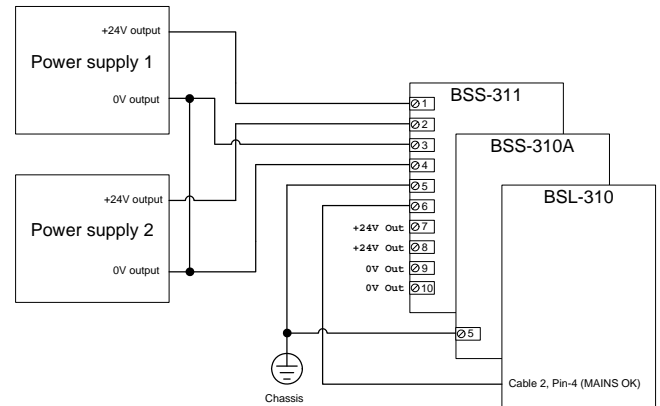 +24V output
Power supply 1
0V output
+24V output
Power supply 2
0V output
BSS-311
1
2
3
4
5
6
+24V Out 7
+24V Out 8
0V Out 9
0V Out 10
BSS-310A
5
BSL-310
Cable 2, Pin-4 (MAINS OK)
Chassis